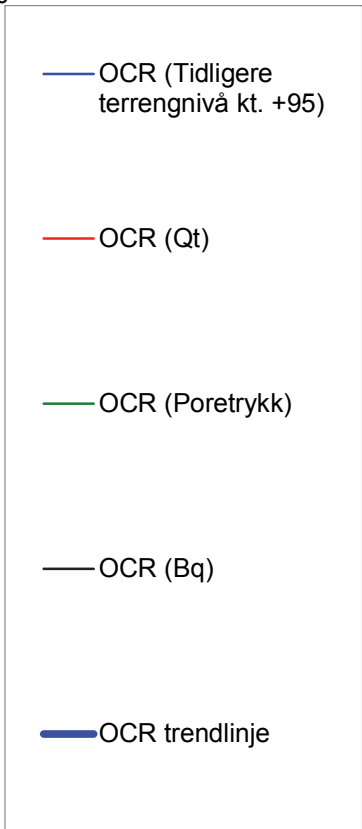 OCR (Tidligere
terrengnivå kt. +95)
OCR (Qt)
OCR (Poretrykk)
OCR (Bq)
OCR trendlinje